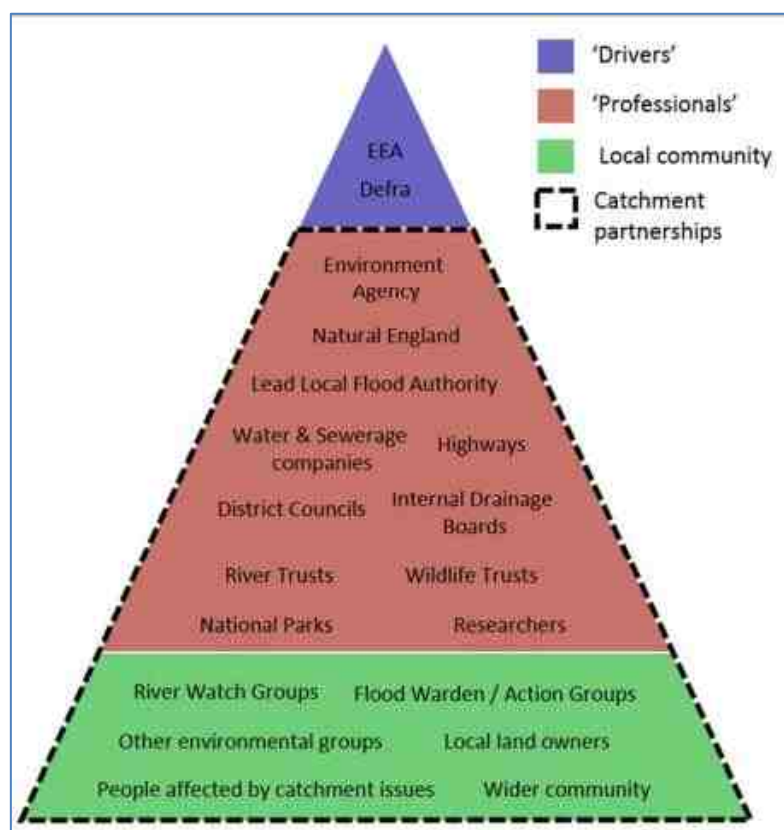 EEA
Defra
Environment
Agency
Natural England
Lead Local Flood Authority
Water & Sewerage
companies
Highways
District Councils
Internal Drainage
Boards
River Trusts
Wildlife Trusts
National Parks
Researchers
River Watch Groups
Flood Warden / Action Groups
Other environmental groups
Local land owners
People affected by catchment issues
Wider community
'Drivers'
'Professionals'
Local community
Catchment
partnerships